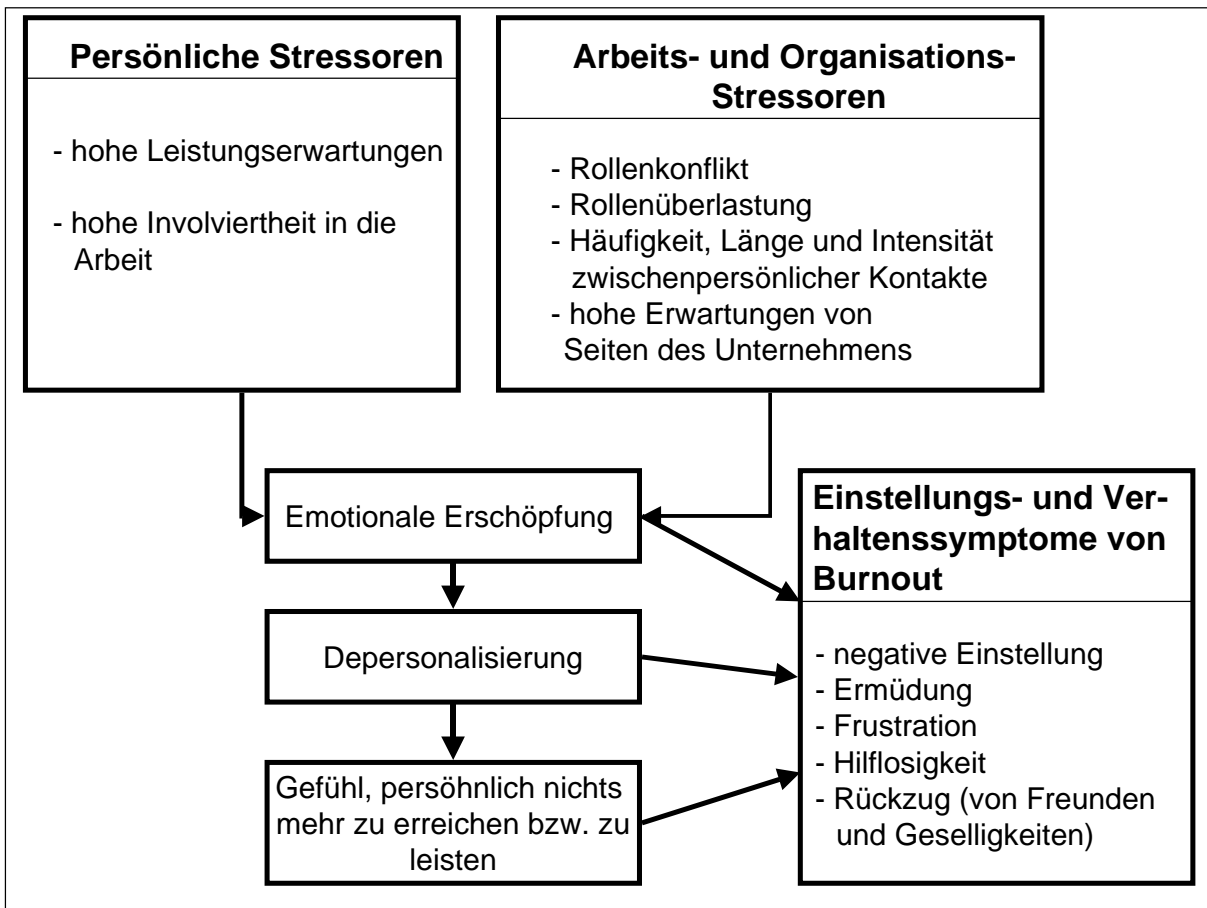 Persönliche Stressoren
- hohe Leistungserwartungen
- hohe Involviertheit in die
Arbeit
Arbeits- und Organisations-
Stressoren
- Rollenkonflikt
- Rollenüberlastung
- Häufigkeit, Länge und Intensität
zwischenpersönlicher Kontakte
- hohe Erwartungen von
Seiten des Unternehmens
Emotionale Erschöpfung
Depersonalisierung
Gefühl, persöhnlich nichts
mehr zu erreichen bzw. zu
leisten
Einstellungs- und Ver-
haltenssymptome von
Burnout
- negative Einstellung
- Ermüdung
- Frustration
- Hilflosigkeit
- Rückzug (von Freunden
und Geselligkeiten)